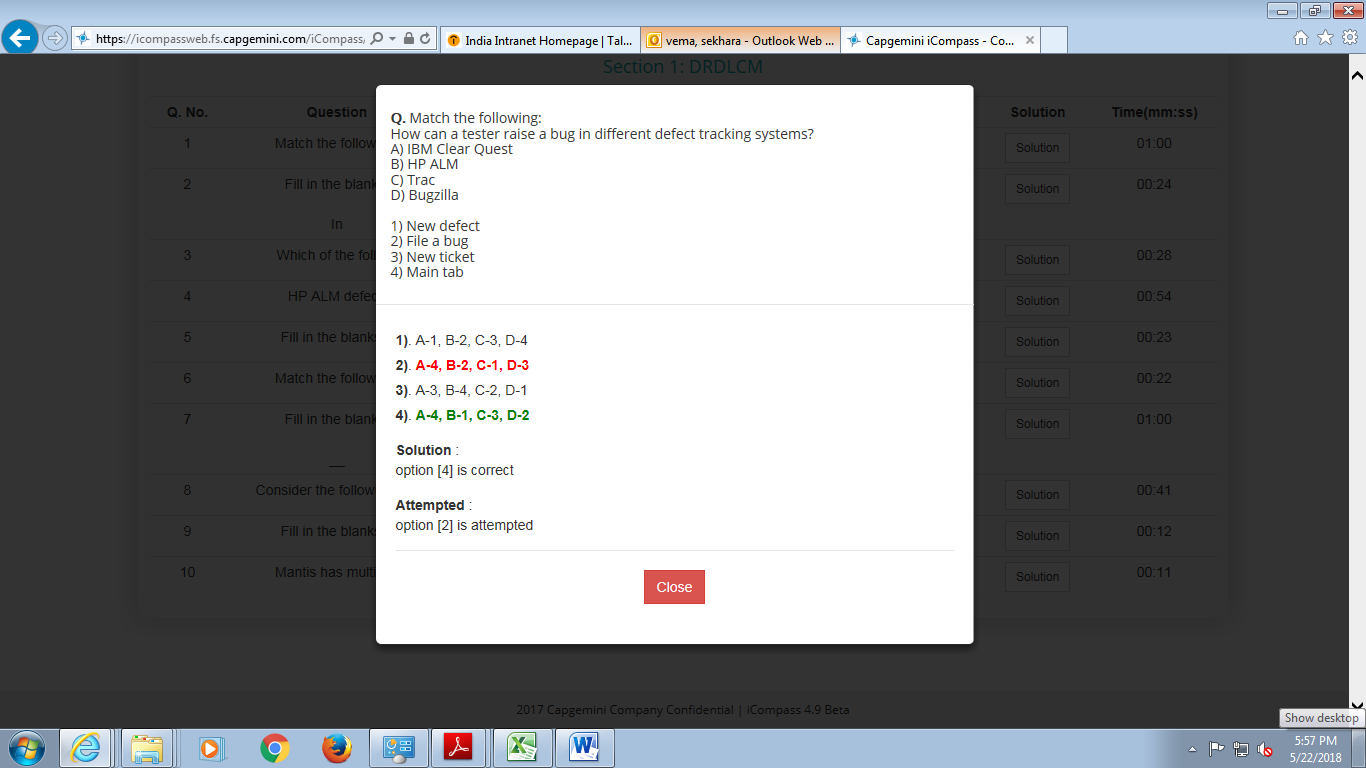 https://icompassweb.fs.capgemini.com/iCompass,
India Intranet Homepage | Tal...
vema, sekhara - Outlook Web ...
Capgemini iCompass - Co...
Section 1: DRDLCM
Q. No. Question Solution Time(mm:ss)
1 Match the follow Solution 01:00
2 Fill in the blank Solution 00:24
In
3 Which of the foll Solution 00:28
4 HP ALM defec Solution 00:54
5 Fill in the blank Solution 00:23
6 Match the follow Solution 00:22
7 Fill in the blank Solution 01:00
__
8 Consider the follow Solution 00:41
9 Fill in the blank Solution 00:12
10 Mantis has multi Solution 00:11
Q. Match the following:
How can a tester raise a bug in different defect tracking systems?
A) IBM Clear Quest
B) HP ALM
C) Trac
D) Bugzilla
1) New defect
2) File a bug
3) New ticket
4) Main tab
1). A-1, B-2, C-3, D-4
2). A-4, B-2, C-1, D-3
3). A-3, B-4, C-2, D-1
4). A-4, B-1, C-3, D-2
Solution :
option [4] is correct
Attempted :
option [2] is attempted
Close
2017 Capgemini Company Confidential | iCompass 4.9 Beta
Show desktop
5:57 PM
5/22/2018